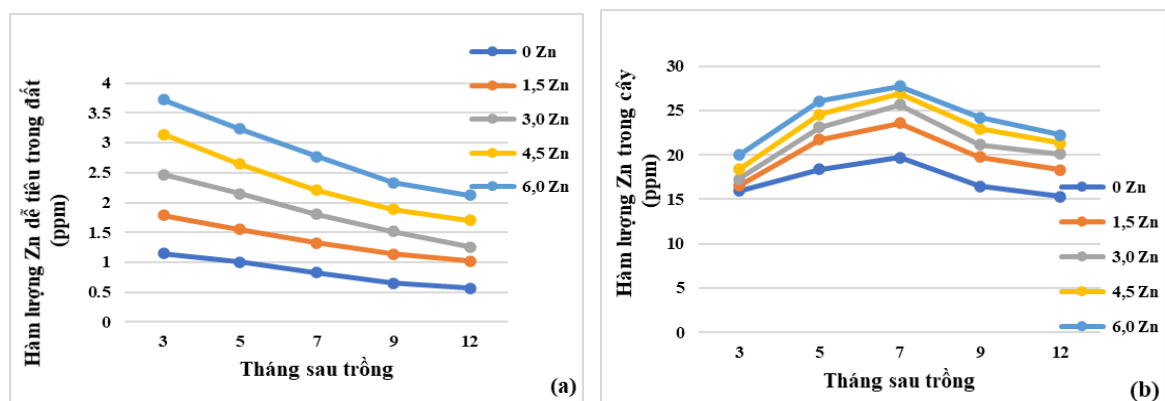 Hàm lượng Zn dễ tiêu trong đất
(ppm)
4
3.5
3
2.5
2
1.5
1
0.5
0
3 5 7 9 12
Tháng sau trồng
0 Zn
1,5 Zn
3,0 Zn
4,5 Zn
6,0 Zn
(a)
Hàm lượng Zn trong cây
(ppm)
30
25
20
15
10
5
0
3 5 7 9 12
Tháng sau trồng
0 Zn
1,5 Zn
3,0 Zn
4,5 Zn
6,0 Zn
(b)